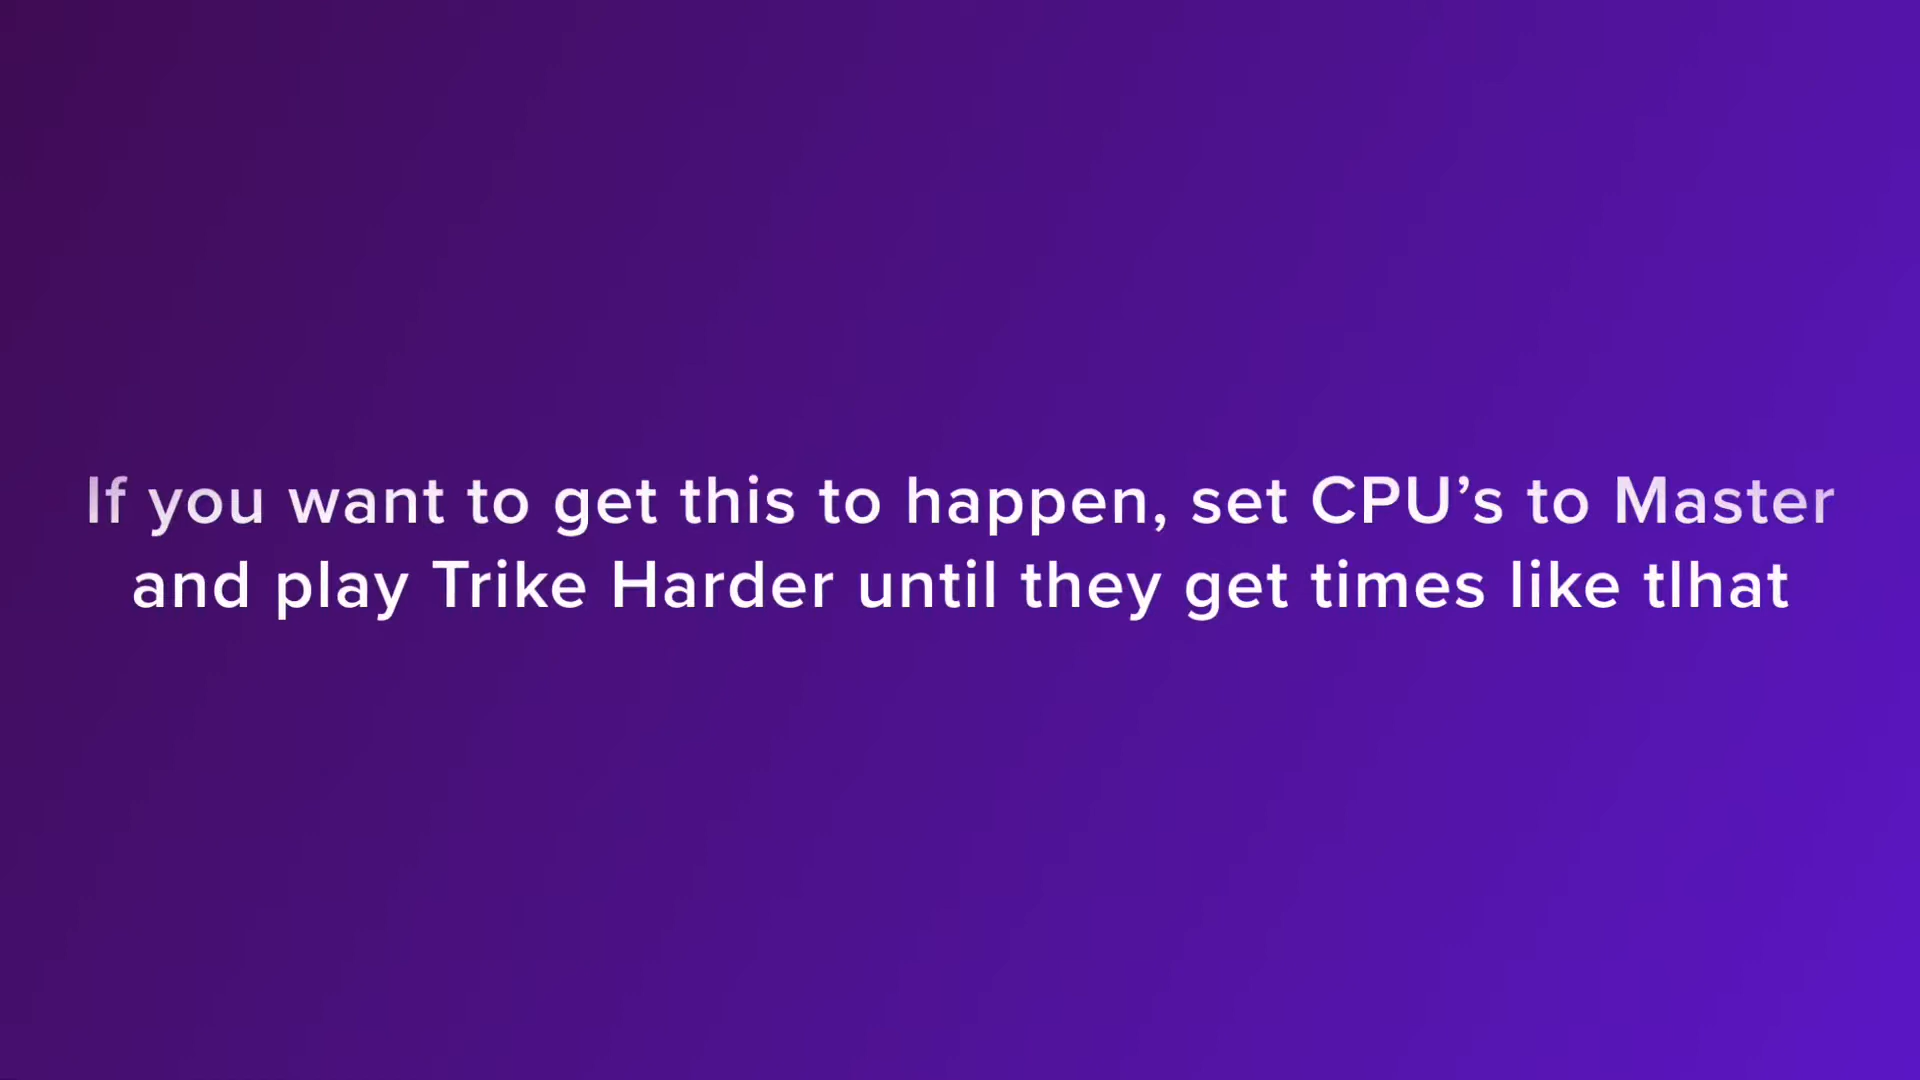 If you want to get this to happen, set CPU’s to Master
and play Trike Harder until they get times like tlhat